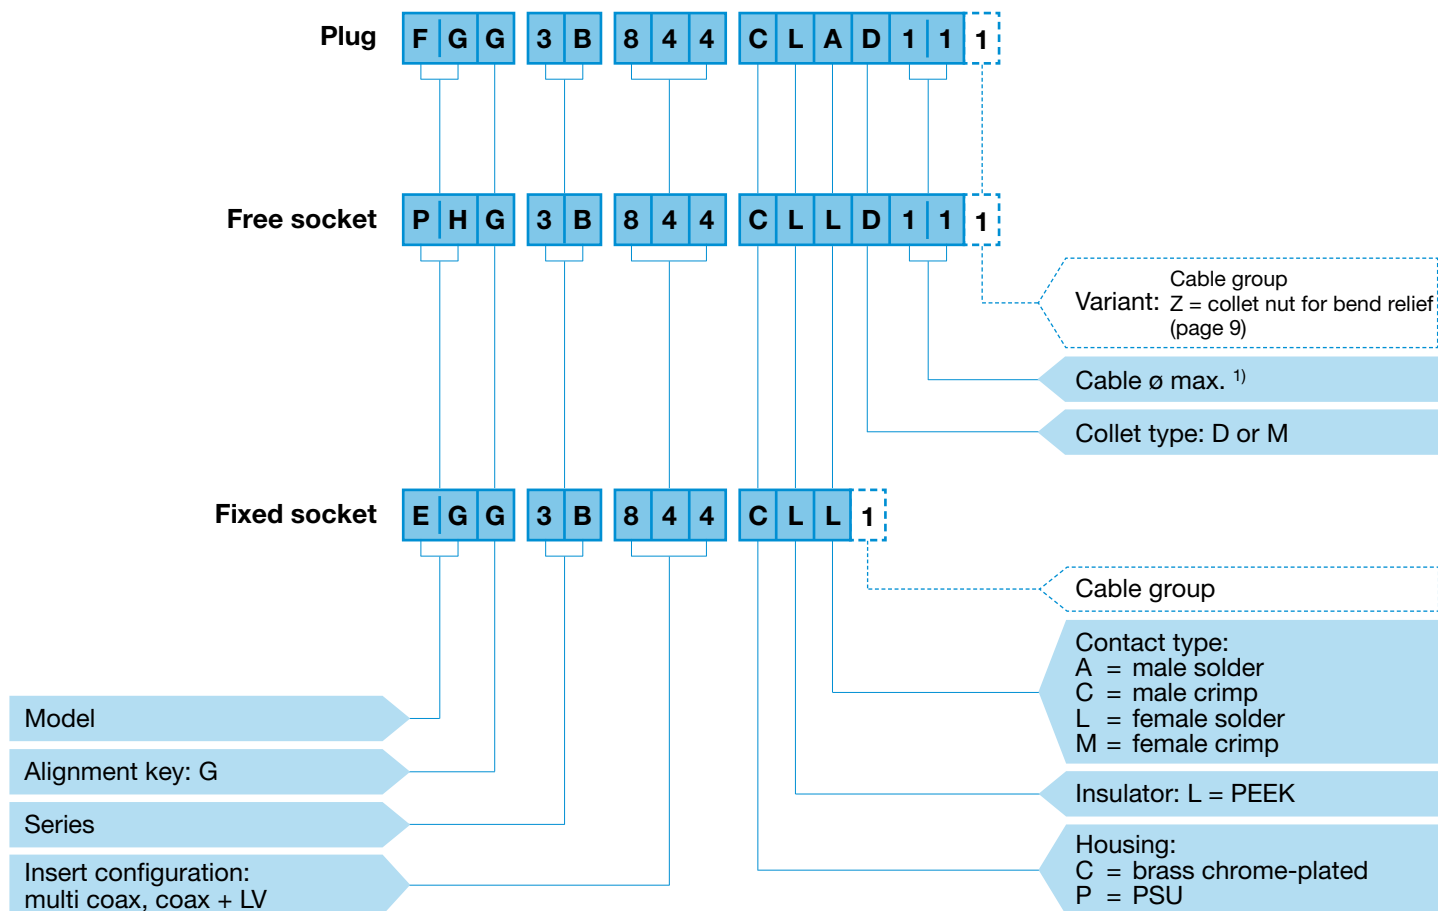 Plug F G G 3 B 8 4 4 C L A D 1 1 1
Free socket P H G 3 B 8 4 4 C L L D 1 1 1
Variant: Cable group
Z = collet nut for bend relief
(page 9)
Cable ø max. 1)
Collet type: D or M
Fixed socket E G G 3 B 8 4 4 C L L 1
Cable group
Contact type:
A = male solder
C = male crimp
L = female solder
M = female crimp
Model
Alignment key: G
Insulator: L = PEEK
Series
Housing:
C = brass chrome-plated
P = PSU
Insert configuration:
multi coax, coax + LV